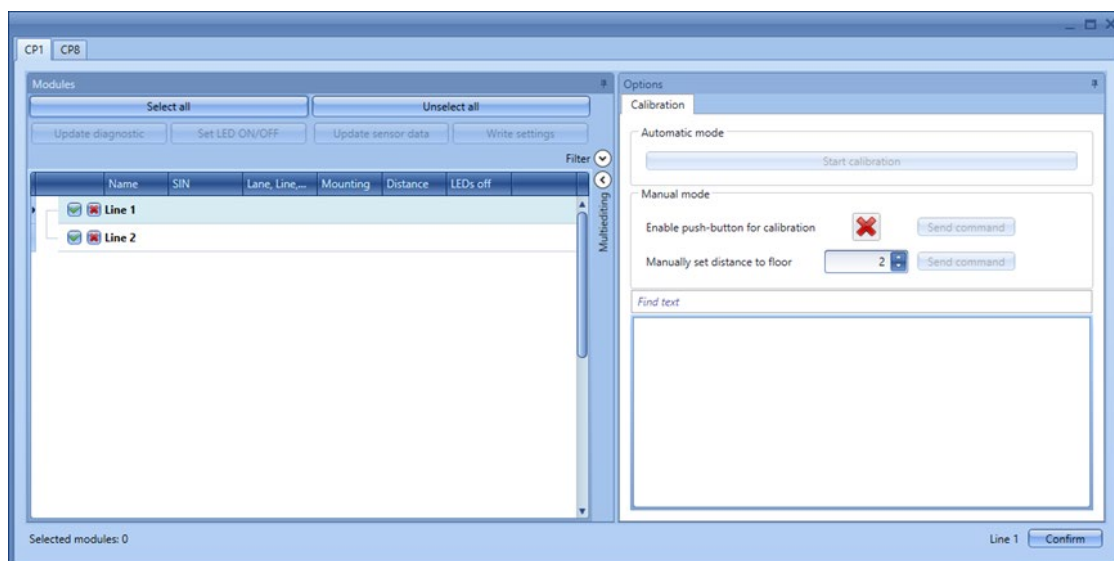 CP1 CP8
Modules
Select all Unselect all
Update diagnostic Set LED ON/OFF Update sensor data Write settings
Filter
Name SIN Lane, Line,... Mounting Distance LEDs off
Line 1
Line 2
Multiediting
Selected modules: 0
Options
Calibration
Automatic mode
Start calibration
Manual mode
Enable push-button for calibration Send command
Manually set distance to floor 2 Send command
Find text
Line 1 Confirm